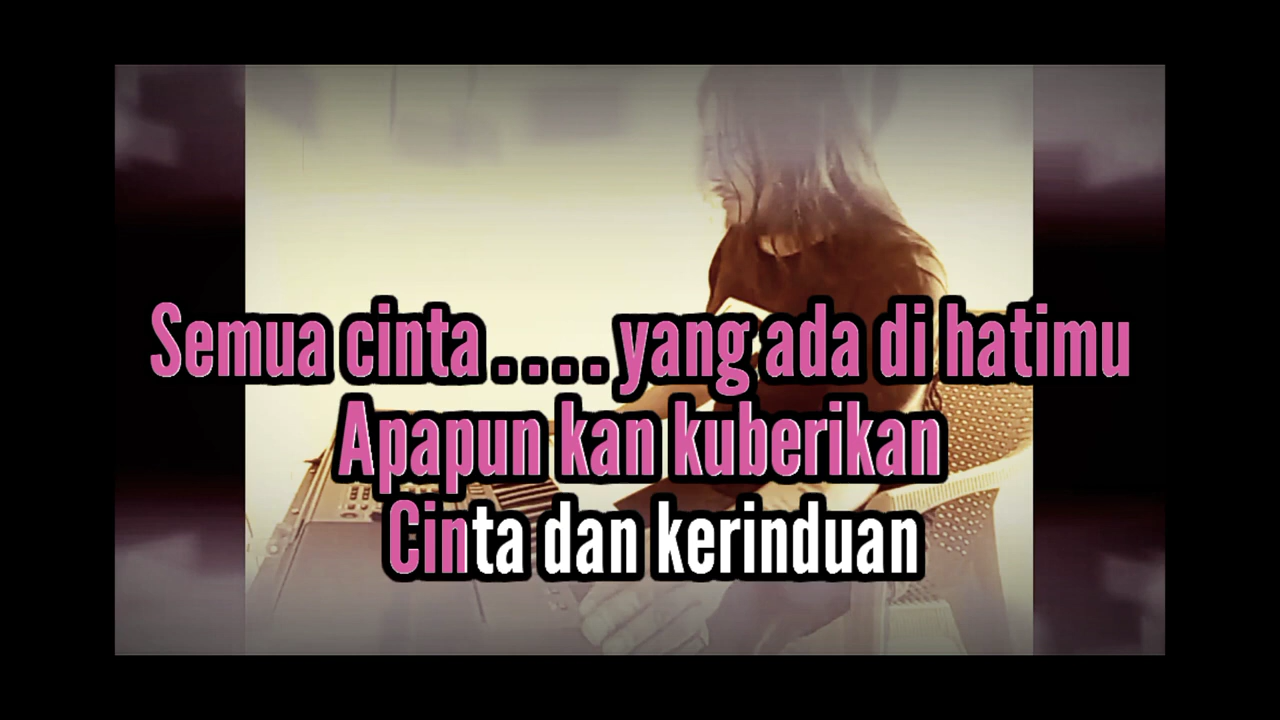 Semua cinta....yang ada di hatimu
Apapun kan kuberikan
Cinta dan kerinduan